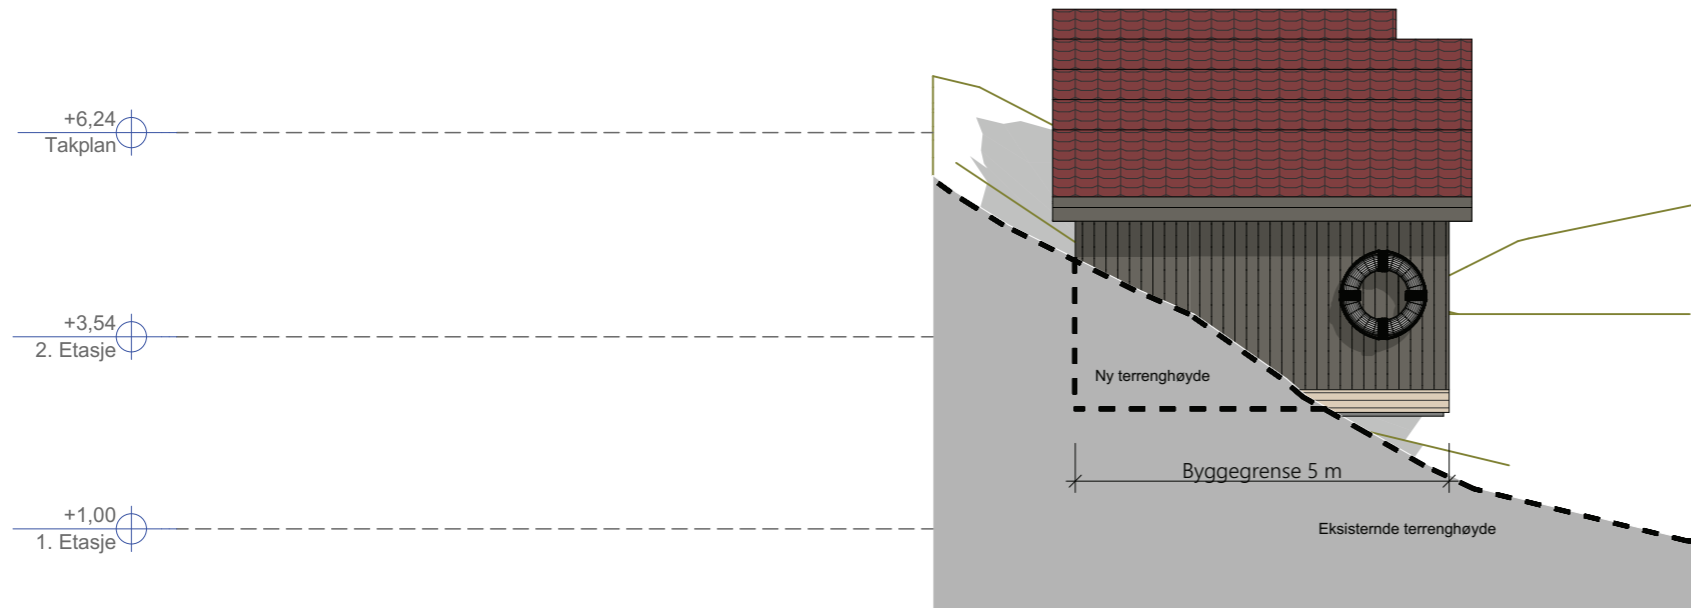 +6,24
Takplan
+3,54
2. Etasje
Ny terrenghøyde
Byggegrense 5 m
+1,00
1. Etasje
Eksisternde terrenghøyde